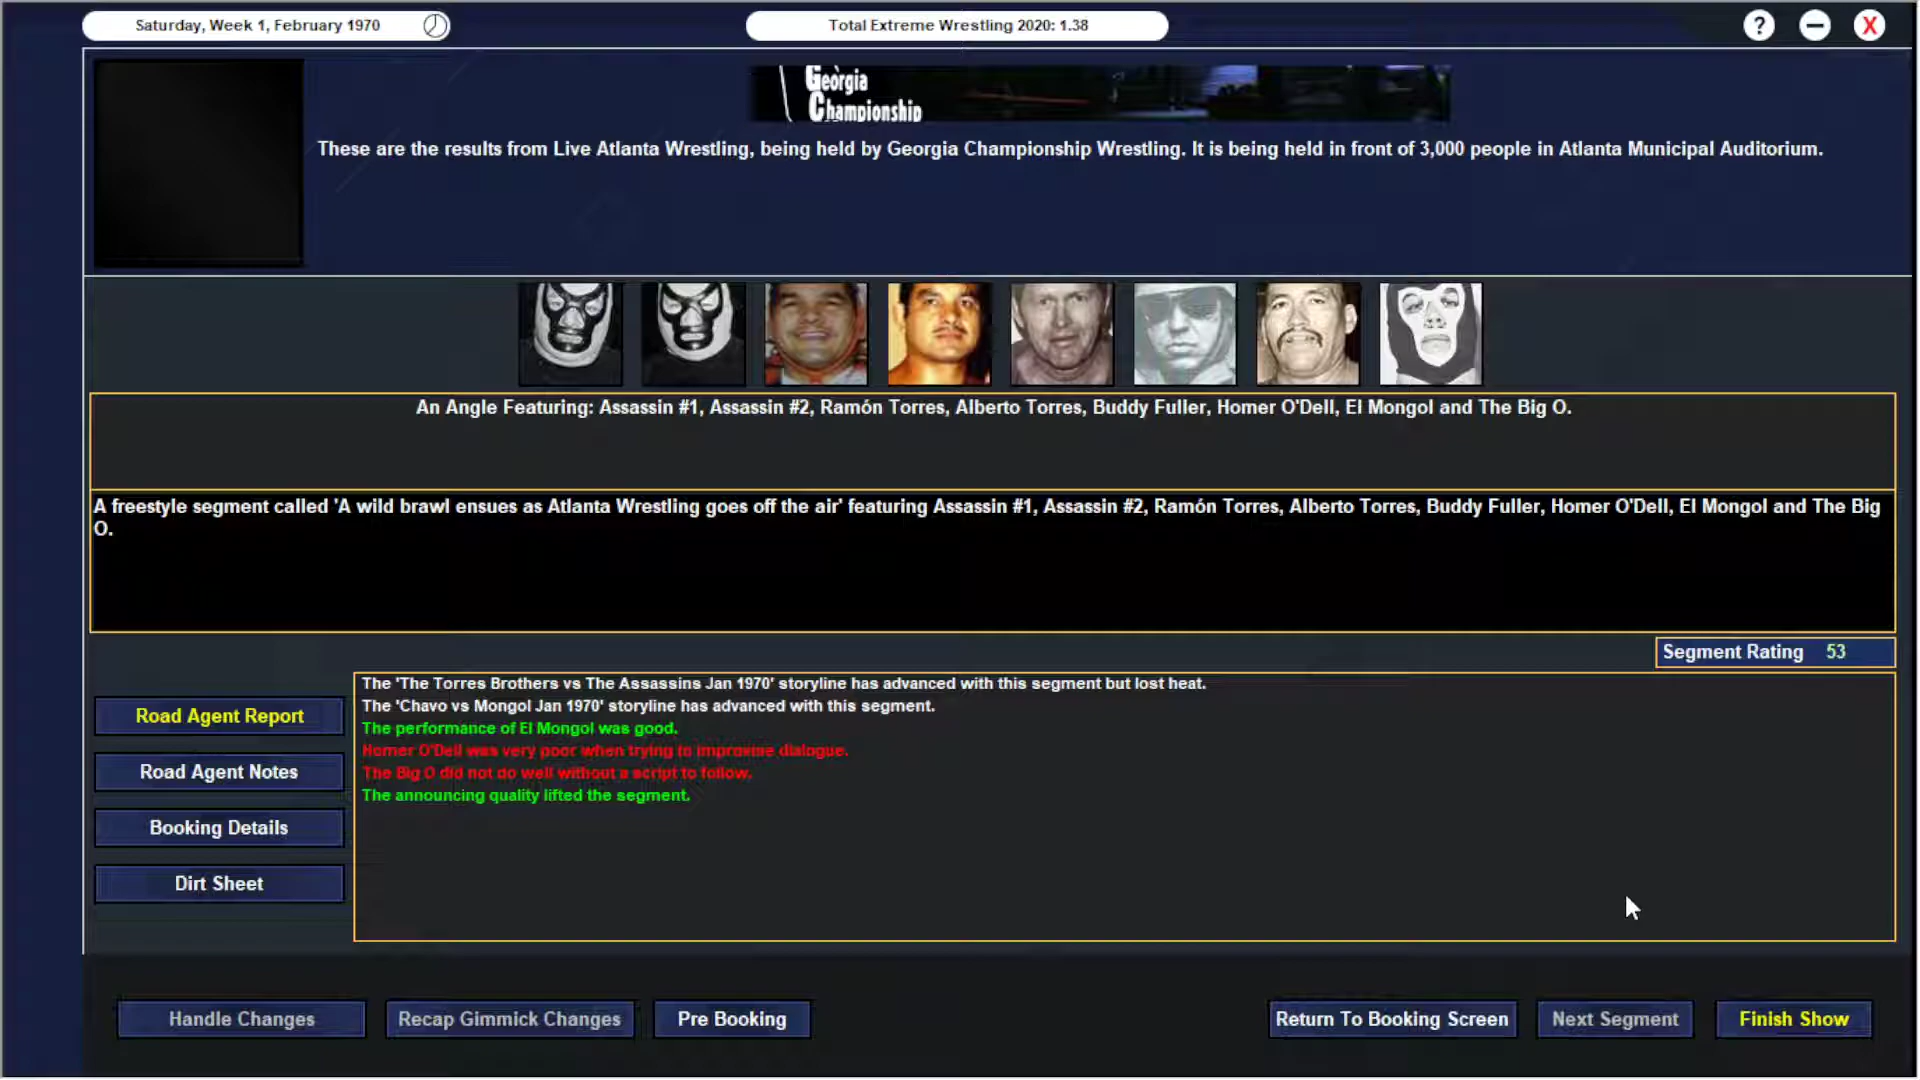 Saturday, Week 1, February 1970
Total Extreme Wrestling 2020: 1.38
?
X
Georgia
Championship
These are the results from Live Atlanta Wrestling, being held by Georgia Championship Wrestling. It is being held in front of 3,000 people in Atlanta Municipal Auditorium.
An Angle Featuring: Assassin #1, Assassin #2, Ramón Torres, Alberto Torres, Buddy Fuller, Homer O'Dell, El Mongol and The Big O.
A freestyle segment called 'A wild brawl ensues as Atlanta Wrestling goes off the air' featuring Assassin #1, Assassin #2, Ramón Torres, Alberto Torres, Buddy Fuller, Homer O'Dell, El Mongol and The Big
O.
Segment Rating 53
The 'The Torres Brothers vs The Assassins Jan 1970' storyline has advanced with this segment but lost heat.
The 'Chavo vs Mongol Jan 1970' storyline has advanced with this segment.
The performance of El Mongol was good.
Homer O'Dell was very poor when trying to improvise dialogue.
The Big O did not do well without a script to follow.
The announcing quality lifted the segment.
Road Agent Report
Road Agent Notes
Booking Details
Dirt Sheet
Handle Changes
Recap Gimmick Changes
Pre Booking
Return To Booking Screen
Next Segment
Finish Show